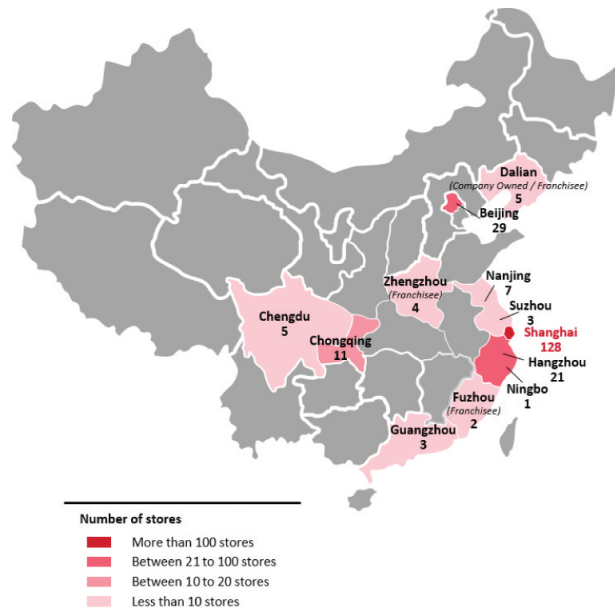 Dalian
(Company Owned / Franchisee)
5
Beijing
29
Zhengzhou
(Franchisee)
4
Nanjing
7
Suzhou
3
Shanghai
128
Chengdu
5
Chongqing
11
Hangzhou
21
Ningbo
1
Fuzhou
(Franchisee)
2
Guangzhou
3
Number of stores
More than 100 stores
Between 21 to 100 stores
Between 10 to 20 stores
Less than 10 stores